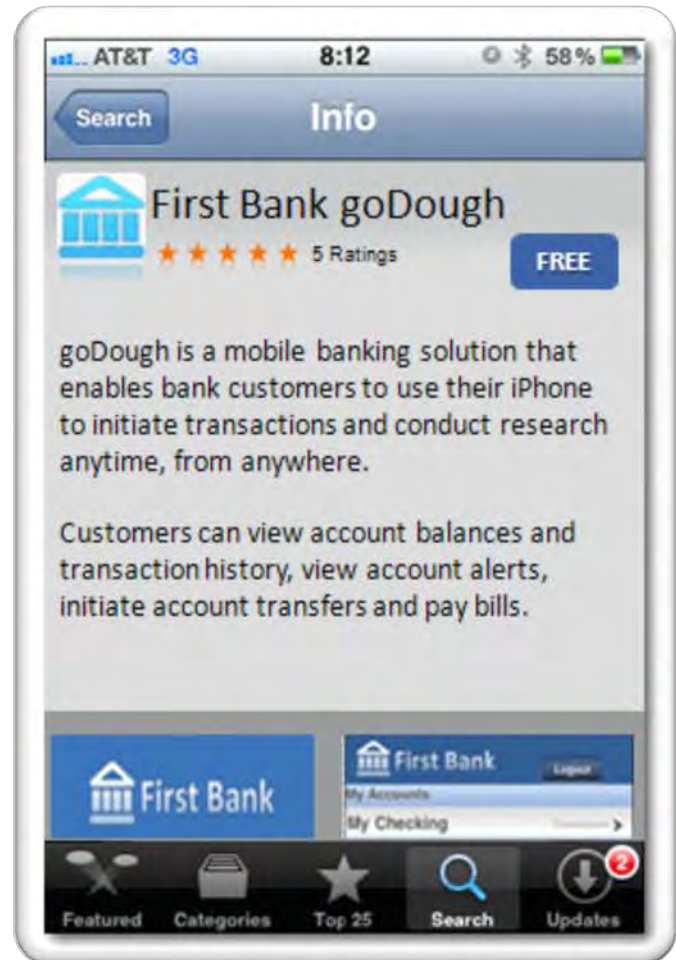 AT&T 3G 8:12 58%
Search Info
First Bank goDough
5 Ratings FREE
goDough is a mobile banking solution that
enables bank customers to use their iPhone
to initiate transactions and conduct research
anytime, from anywhere.
Customers can view account balances and
transaction history, view account alerts,
initiate account transfers and pay bills.
First Bank
First Bank Logout
My Accounts
My Checking
Featured Categories Top 25 Search Updates 2